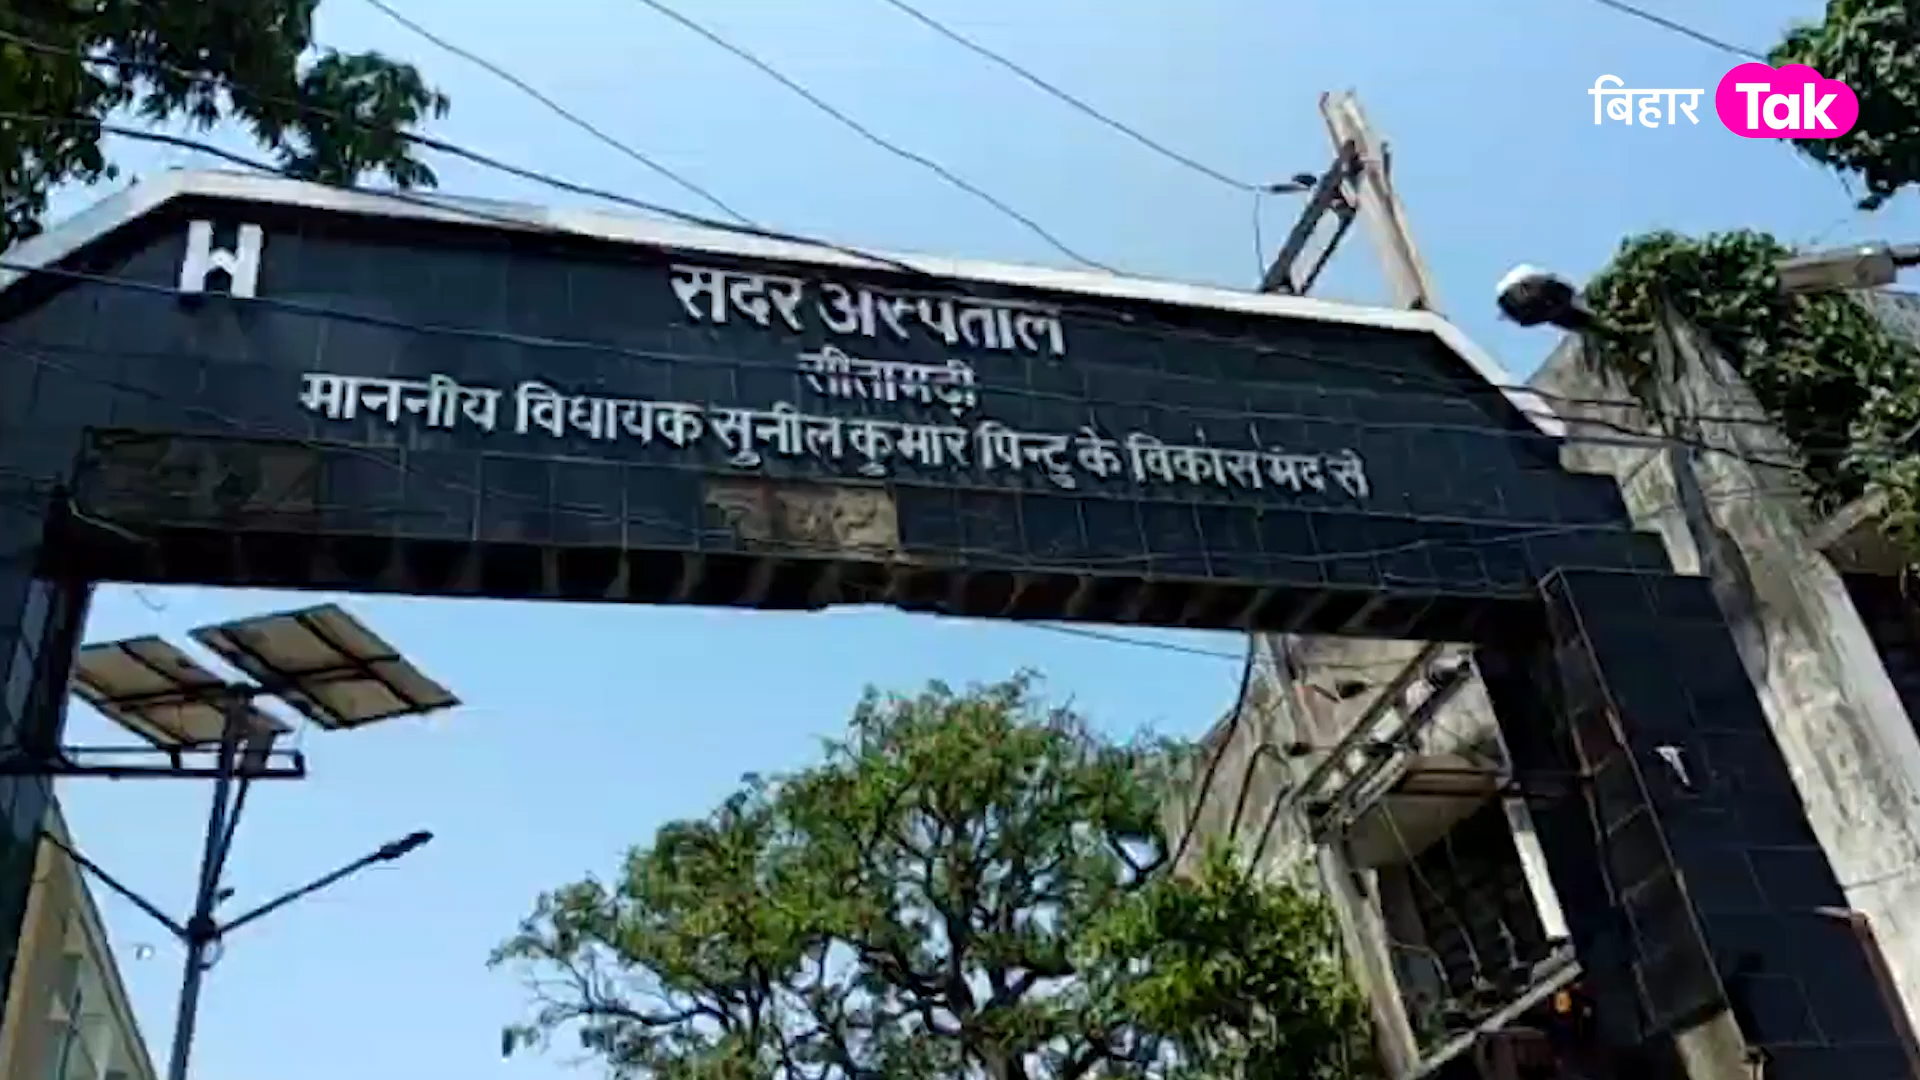 बिहार Tak
H
सदर अस्पताल
सीतामढ़ी
माननीय विधायक सुनील कुमार पिन्टु के विकास मद से